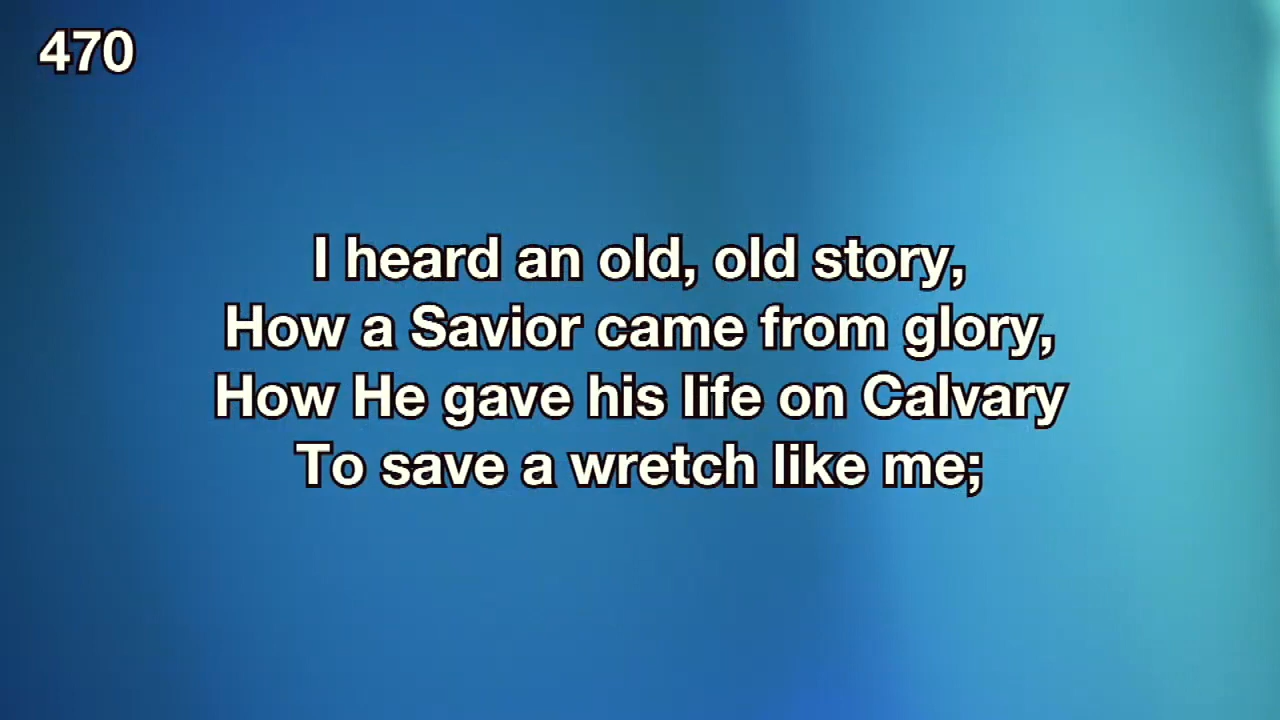 470
I heard an old, old story,
How a Savior came from glory,
How He gave his life on Calvary
To save a wretch like me;